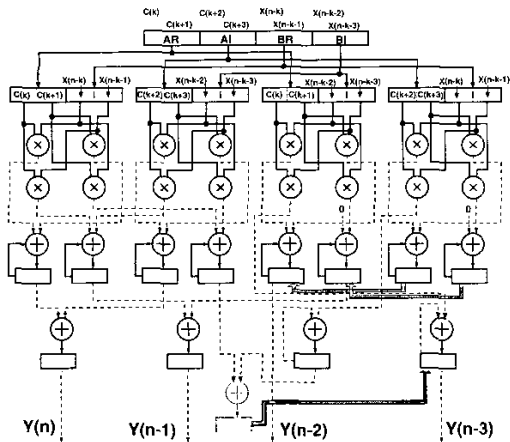 C(k) C(k+2) X(n-k) X(n-k-2)
C(k+1) C(k+3) X(n-k-1) X(n-k-3)
AR AI BR BI
X(n-k) X(n-k-1) X(n-k-2) X(n-k-3) X(n-k-2) X(n-k-3) X(n-k) X(n-k-1)
C(k) C(k+1) C(k+2) C(k+3) C(k) C(k+1) C(k+2) C(k+3)
0 0
Y(n) Y(n-1) Y(n-2) Y(n-3)